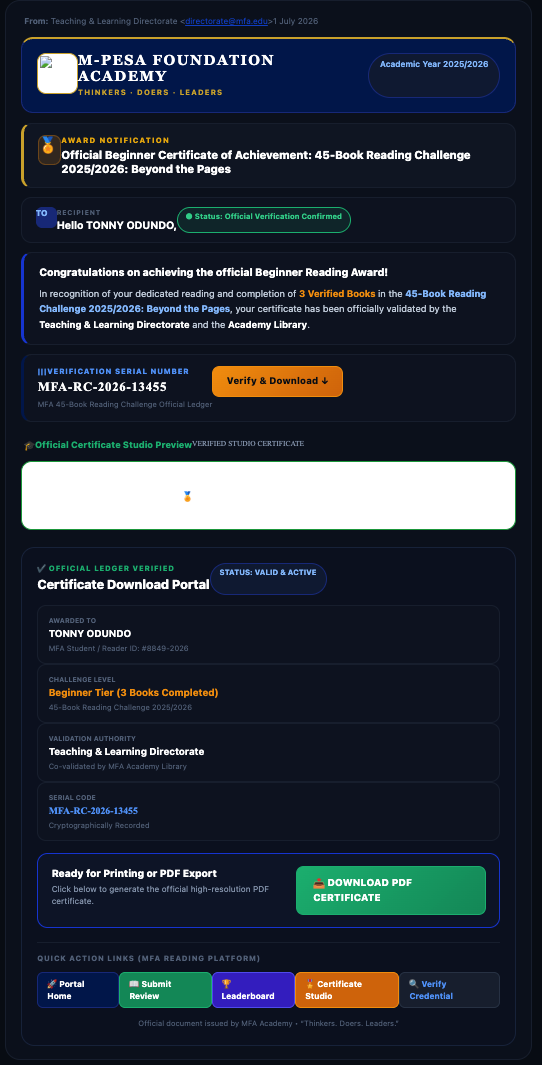 From: Teaching & Learning Directorate <directorate@mfa.edu>1 July 2026
M-PESA FOUNDATION
ACADEMY
THINKERS · DOERS · LEADERS
Academic Year 2025/2026
AWARD NOTIFICATION
Official Beginner Certificate of Achievement: 45-Book Reading Challenge
2025/2026: Beyond the Pages
TO
RECIPIENT
Hello TONNY ODUNDO,
● Status: Official Verification Confirmed
Congratulations on achieving the official Beginner Reading Award!
In recognition of your dedicated reading and completion of 3 Verified Books in the 45-Book Reading
Challenge 2025/2026: Beyond the Pages, your certificate has been officially validated by the
Teaching & Learning Directorate and the Academy Library.
|||VERIFICATION SERIAL NUMBER
MFA-RC-2026-13455
MFA 45-Book Reading Challenge Official Ledger
Verify & Download ↓
🎓Official Certificate Studio PreviewVERIFIED STUDIO CERTIFICATE
✔ OFFICIAL LEDGER VERIFIED
Certificate Download Portal
STATUS: VALID & ACTIVE
AWARDED TO
TONNY ODUNDO
MFA Student / Reader ID: #8849-2026
CHALLENGE LEVEL
Beginner Tier (3 Books Completed)
45-Book Reading Challenge 2025/2026
VALIDATION AUTHORITY
Teaching & Learning Directorate
Co-validated by MFA Academy Library
SERIAL CODE
MFA-RC-2026-13455
Cryptographically Recorded
Ready for Printing or PDF Export
Click below to generate the official high-resolution PDF
certificate.
📥 DOWNLOAD PDF
CERTIFICATE
QUICK ACTION LINKS (MFA READING PLATFORM)
🚀 Portal
Home
📖 Submit
Review
🏆
Leaderboard
🏅 Certificate
Studio
🔍 Verify
Credential
Official document issued by MFA Academy • "Thinkers. Doers. Leaders."